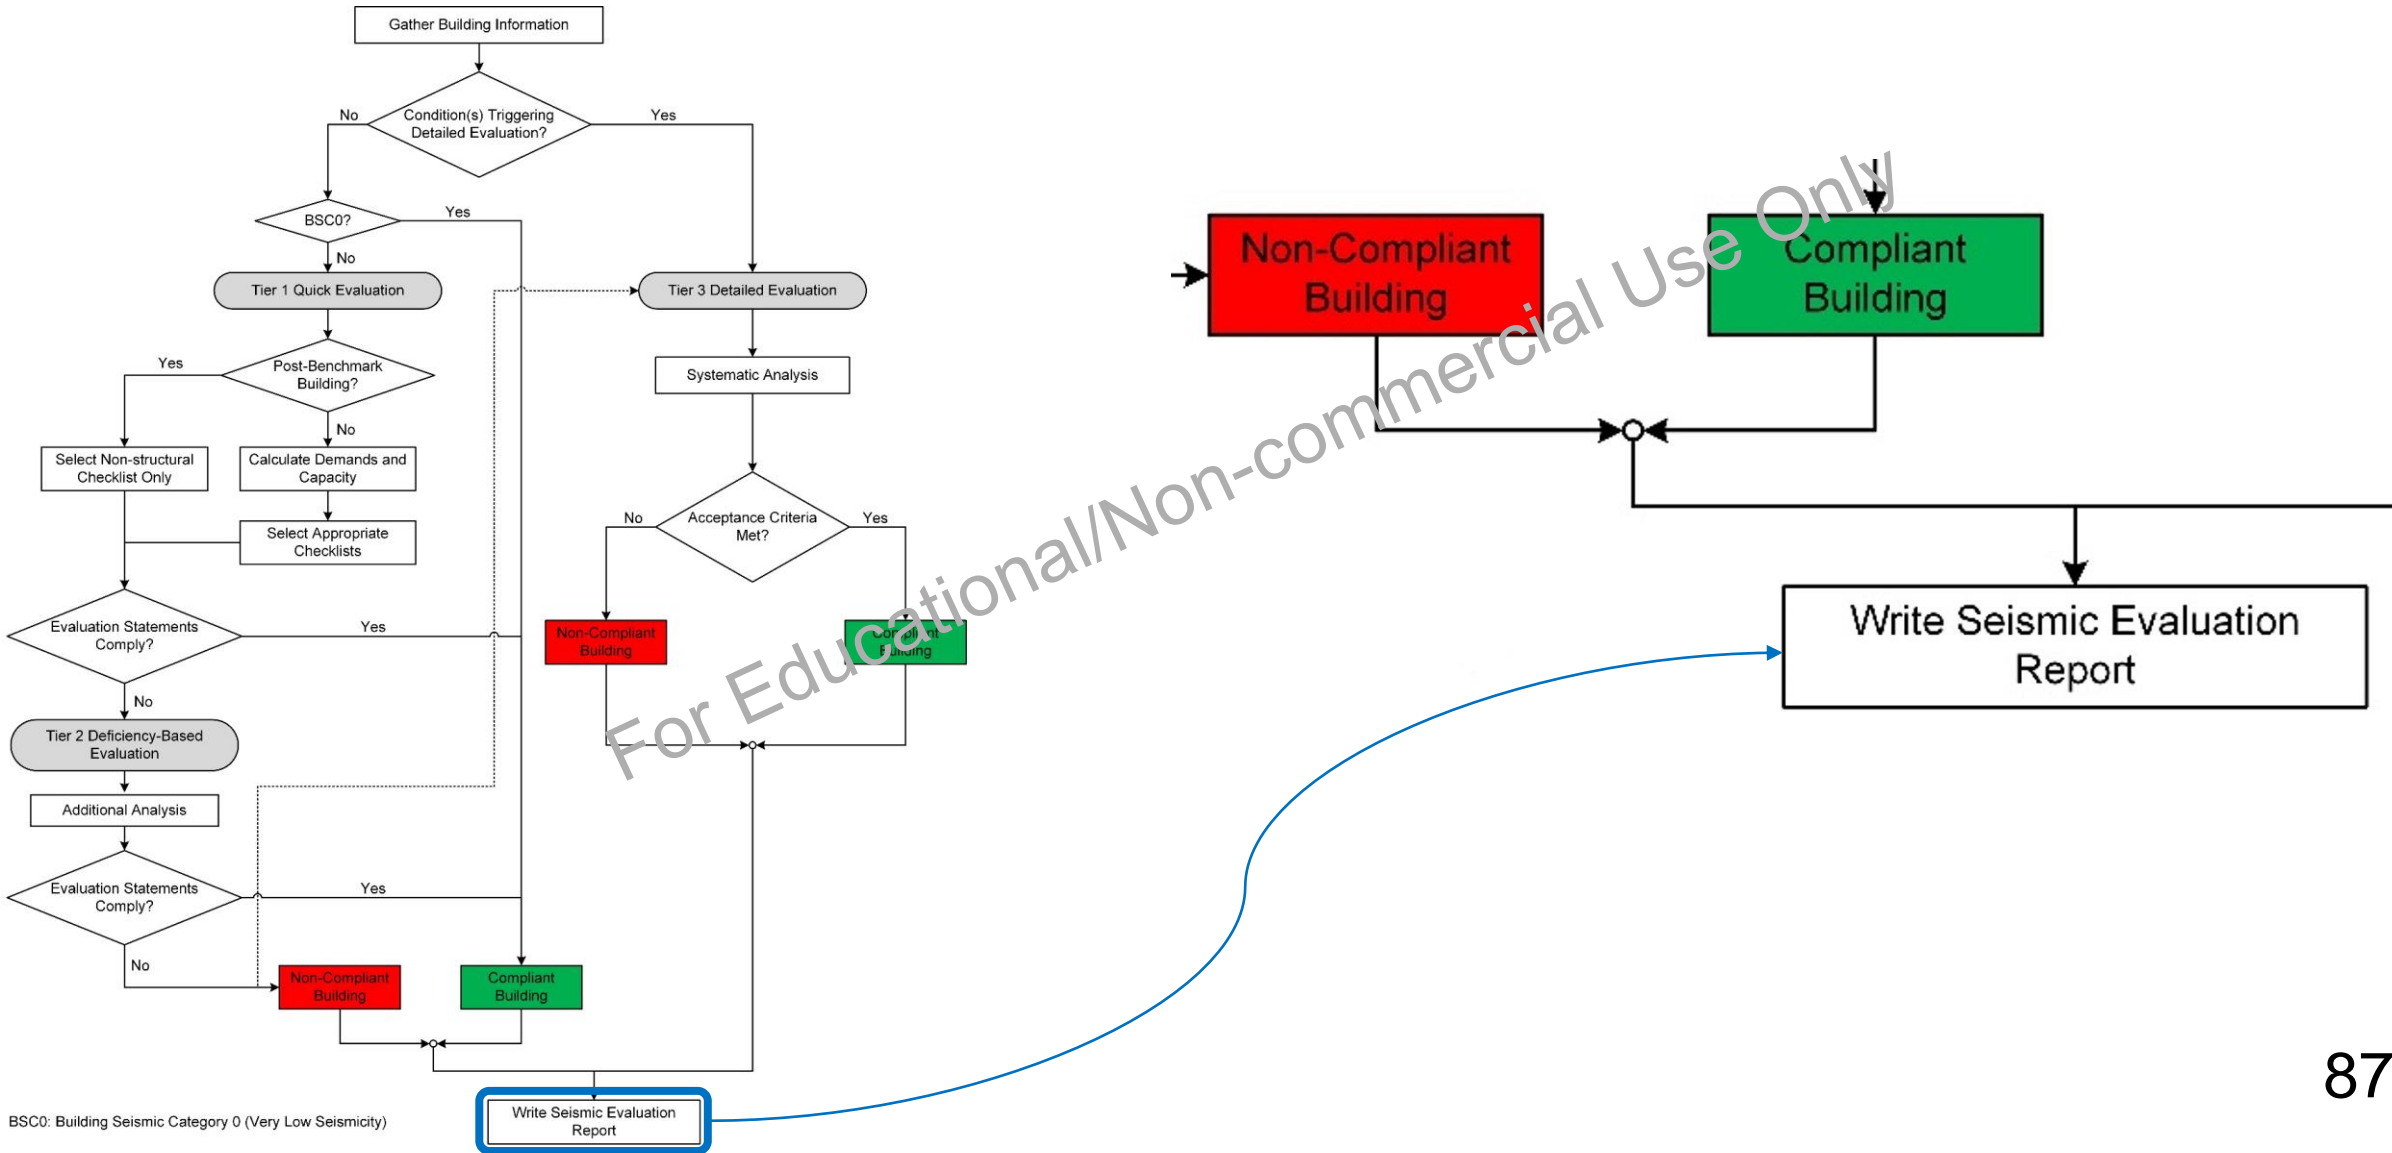 Gather Building Information
Condition(s) Triggering
Detailed Evaluation?
No
Yes
BSC0?
Yes
No
Tier 1 Quick Evaluation
Tier 3 Detailed Evaluation
Post-Benchmark
Building?
Yes
No
Systematic Analysis
Select Non-structural
Checklist Only
Calculate Demands and
Capacity
Select Appropriate
Checklists
Acceptance Criteria
Met?
No
Yes
Evaluation Statements
Comply?
Yes
No
Non-Compliant
Building
Compliant
Building
Tier 2 Deficiency-Based
Evaluation
Additional Analysis
Evaluation Statements
Comply?
Yes
No
Non-Compliant
Building
Compliant
Building
Write Seismic Evaluation
Report
BSC0: Building Seismic Category 0 (Very Low Seismicity)
Non-Compliant
Building
Compliant
Building
Write Seismic Evaluation
Report
For Educational/Non-commercial Use Only
87